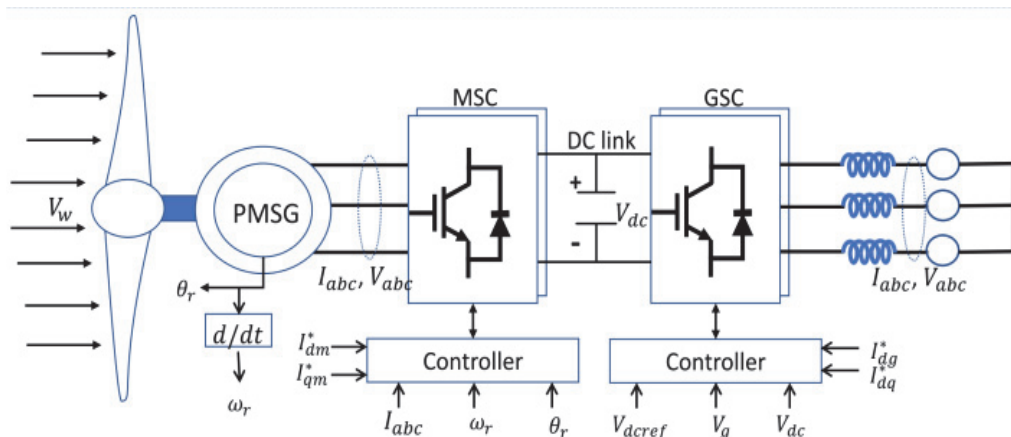 MSC
GSC
DC link
+
V_w
PMSG
V_dc
-
I_abc, V_abc
I_abc, V_abc
θ_r
d/dt
ω_r
I*_dm
I*_qm
Controller
Controller
I*_dg
I*_dq
I_abc
ω_r
θ_r
V_dcref
V_g
V_dc